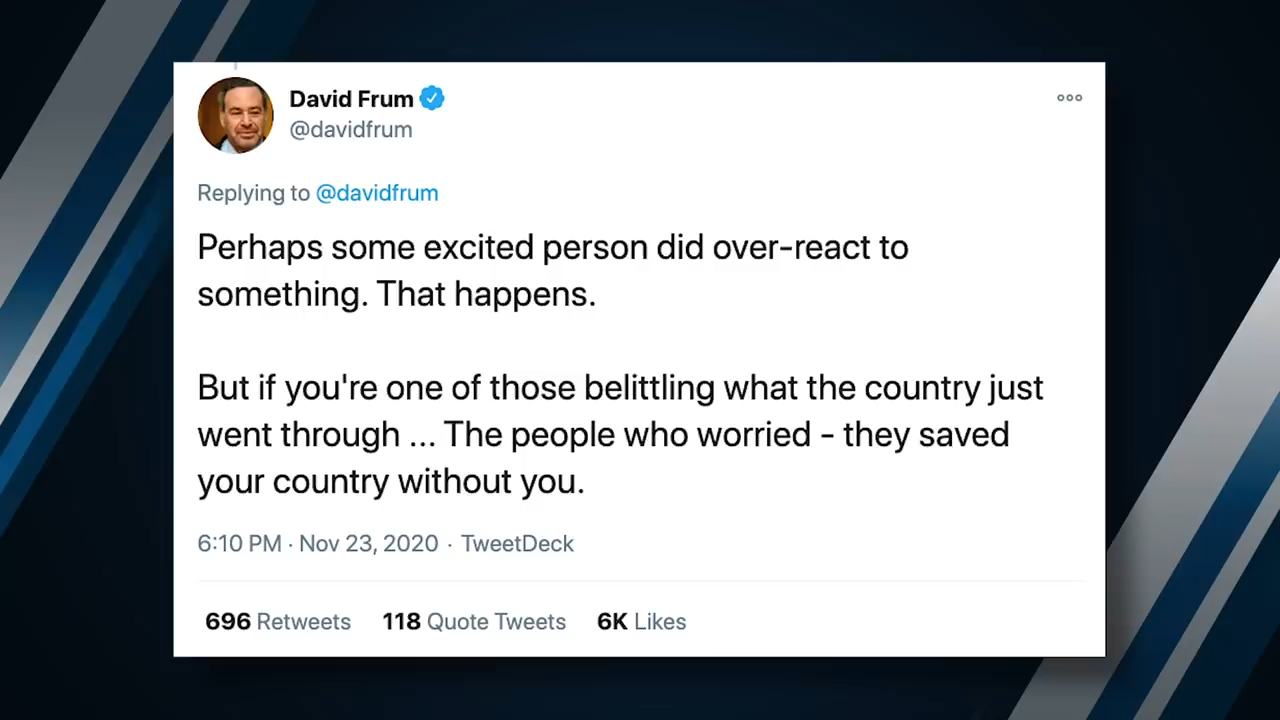 David Frum
@davidfrum
Replying to @davidfrum
Perhaps some excited person did over-react to
something. That happens.
But if you're one of those belittling what the country just
went through ... The people who worried - they saved
your country without you.
6:10 PM · Nov 23, 2020 · TweetDeck
696 Retweets 118 Quote Tweets 6K Likes